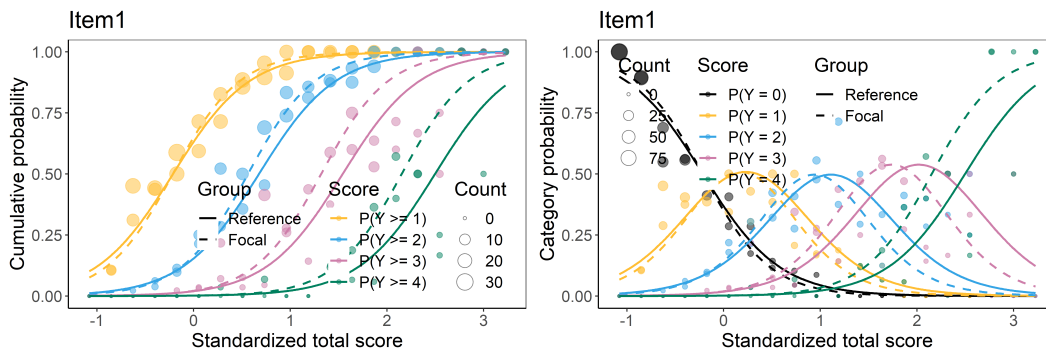 Item1
Cumulative probability
1.00
0.75
0.50
0.25
0.00
-1
0
1
2
3
Standardized total score
Group
Reference
Focal
Score
P(Y >= 1)
P(Y >= 2)
P(Y >= 3)
P(Y >= 4)
Count
0
10
20
30
Item1
Category probability
1.00
0.75
0.50
0.25
0.00
-1
0
1
2
3
Standardized total score
Count
0
25
50
75
Score
P(Y = 0)
P(Y = 1)
P(Y = 2)
P(Y = 3)
P(Y = 4)
Group
Reference
Focal